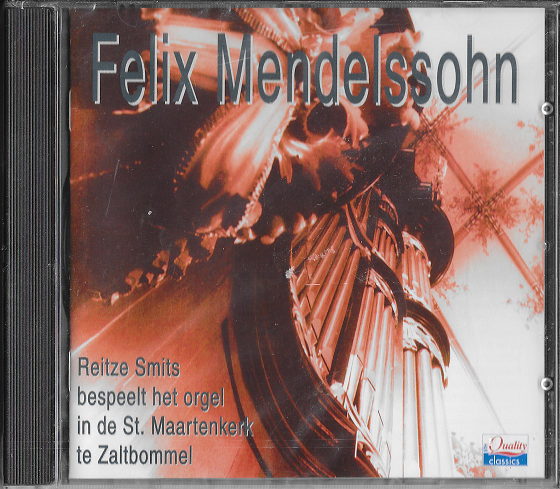 Felix Mendelssohn
Reitze Smits
bespeelt het orgel
in de St. Maartenkerk
te Zaltbommel
Quality
classics